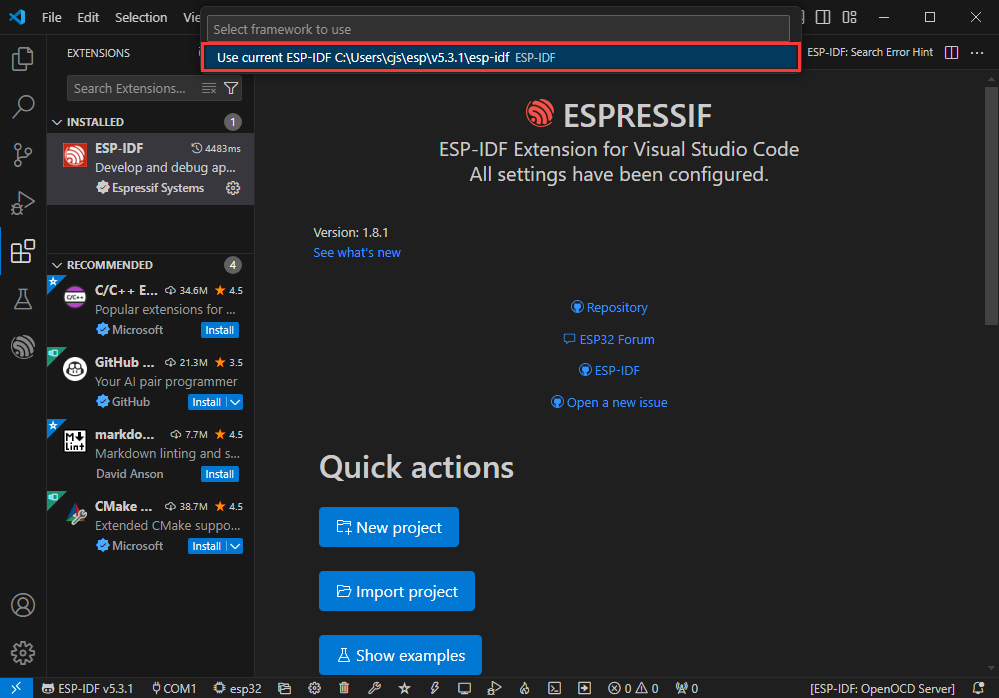 File Edit Selection
Select framework to use
Use current ESP-IDF C:\Users\cjs\esp\v5.3.1\esp-idf ESP-IDF
ESP-IDF: Search Error Hint
EXTENSIONS
Search Extensions...
INSTALLED 1
ESP-IDF 4483ms
Develop and debug ap...
Espressif Systems
RECOMMENDED 4
C/C++ E... 34.6M 4.5
C/C++
Popular extensions for ...
Microsoft Install
GitHub ... 21.3M 3.5
Your AI pair programmer
GitHub Install
markdo... 7.7M 4.5
M
lint
Markdown linting and s...
David Anson Install
CMake ... 38.7M 4.5
Extended CMake suppo...
Microsoft Install
ESPRESSIF
ESP-IDF Extension for Visual Studio Code
All settings have been configured.
Version: 1.8.1
See what's new
Repository
ESP32 Forum
ESP-IDF
Open a new issue
Quick actions
New project
Import project
Show examples
ESP-IDF v5.3.1 COM1 esp32 0 0 0 [ESP-IDF: OpenOCD Server]